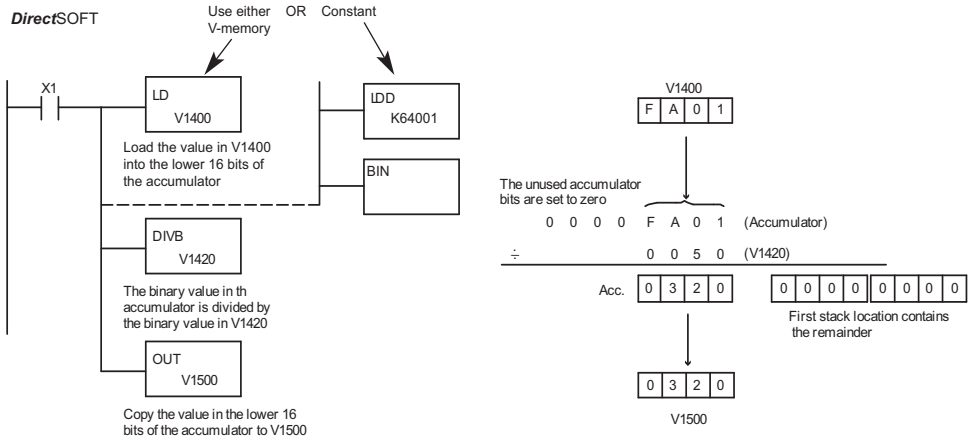 DirectSOFT
Use either OR Constant
V-memory
X1
LD
V1400
Load the value in V1400
into the lower 16 bits of
the accumulator
LDD
K64001
BIN
DIVB
V1420
The binary value in th
accumulator is divided by
the binary value in V1420
OUT
V1500
Copy the value in the lower 16
bits of the accumulator to V1500
V1400
F A 0 1
The unused accumulator
bits are set to zero
0 0 0 0 F A 0 1 (Accumulator)
÷ 0 0 5 0 (V1420)
Acc. 0 3 2 0 0 0 0 0 0 0 0 0
First stack location contains
the remainder
0 3 2 0
V1500